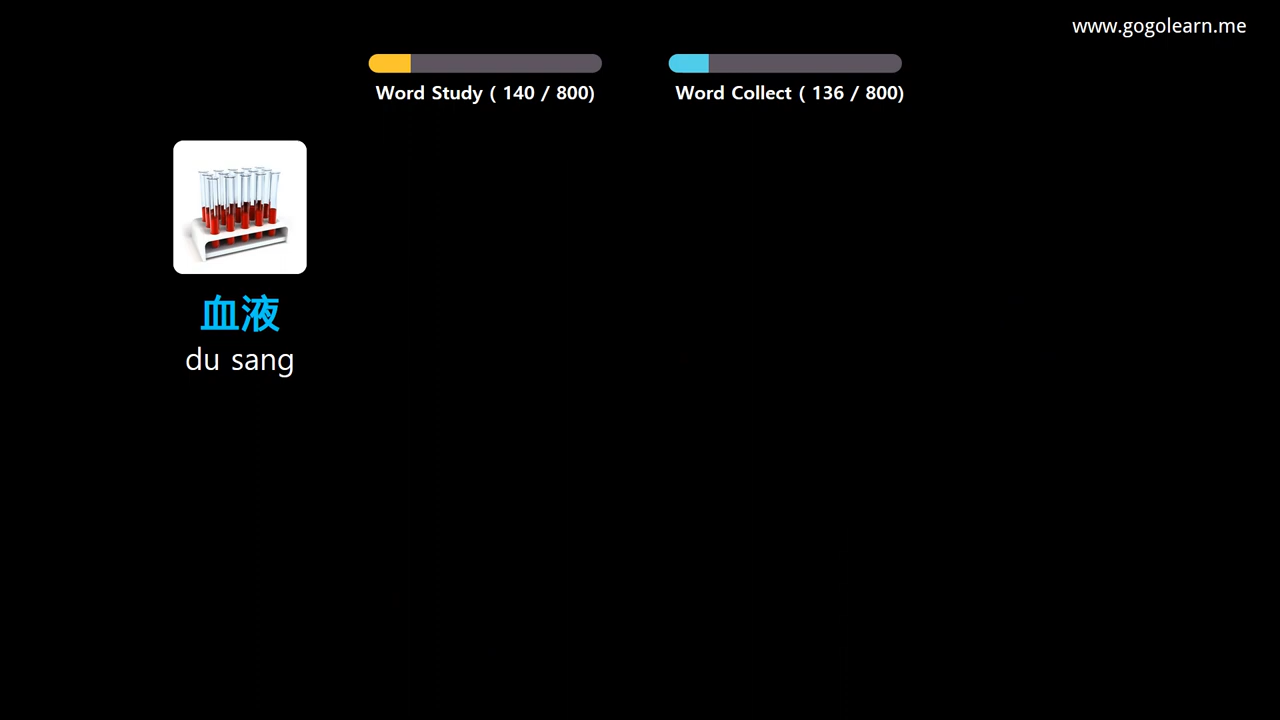 www.gogolearn.me
Word Study ( 140 / 800)
Word Collect ( 136 / 800)
血液
du sang